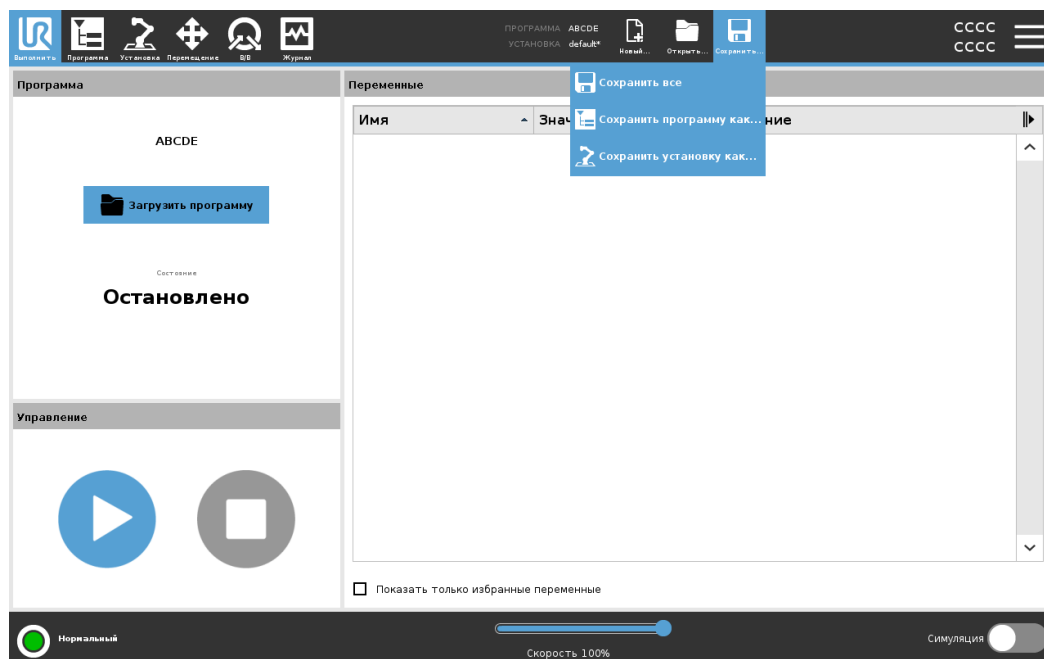 ПРОГРАММА ABCDE
УСТАНОВКА default*
CCCC
CCCC
Выполнить Программа Установка Перемещение В/В Журнал Новый... Открыть... Сохранить...
Программа
Переменные
Сохранить все
Сохранить программу как...
Сохранить установку как...
Имя Знач ние
ABCDE
Загрузить программу
Состояние
Остановлено
Управление
Показать только избранные переменные
Нормальный
Скорость 100%
Симуляция